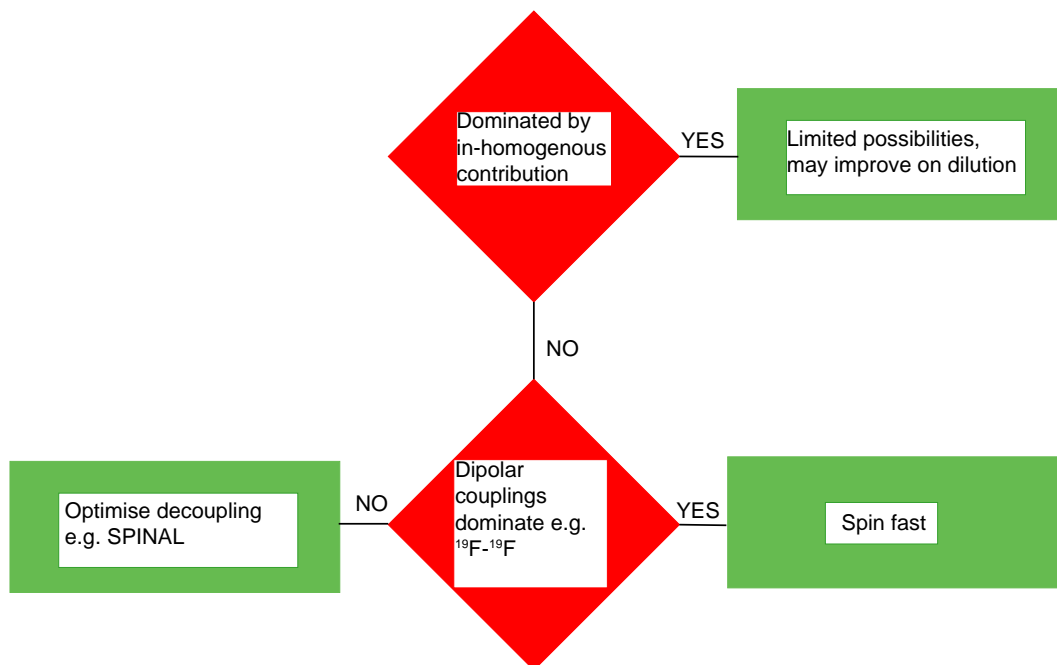 Dominated by
in-homogenous
contribution
YES
Limited possibilities,
may improve on dilution
NO
Optimise decoupling
e.g. SPINAL
NO
Dipolar
couplings
dominate e.g.
¹⁹F-¹⁹F
YES
Spin fast